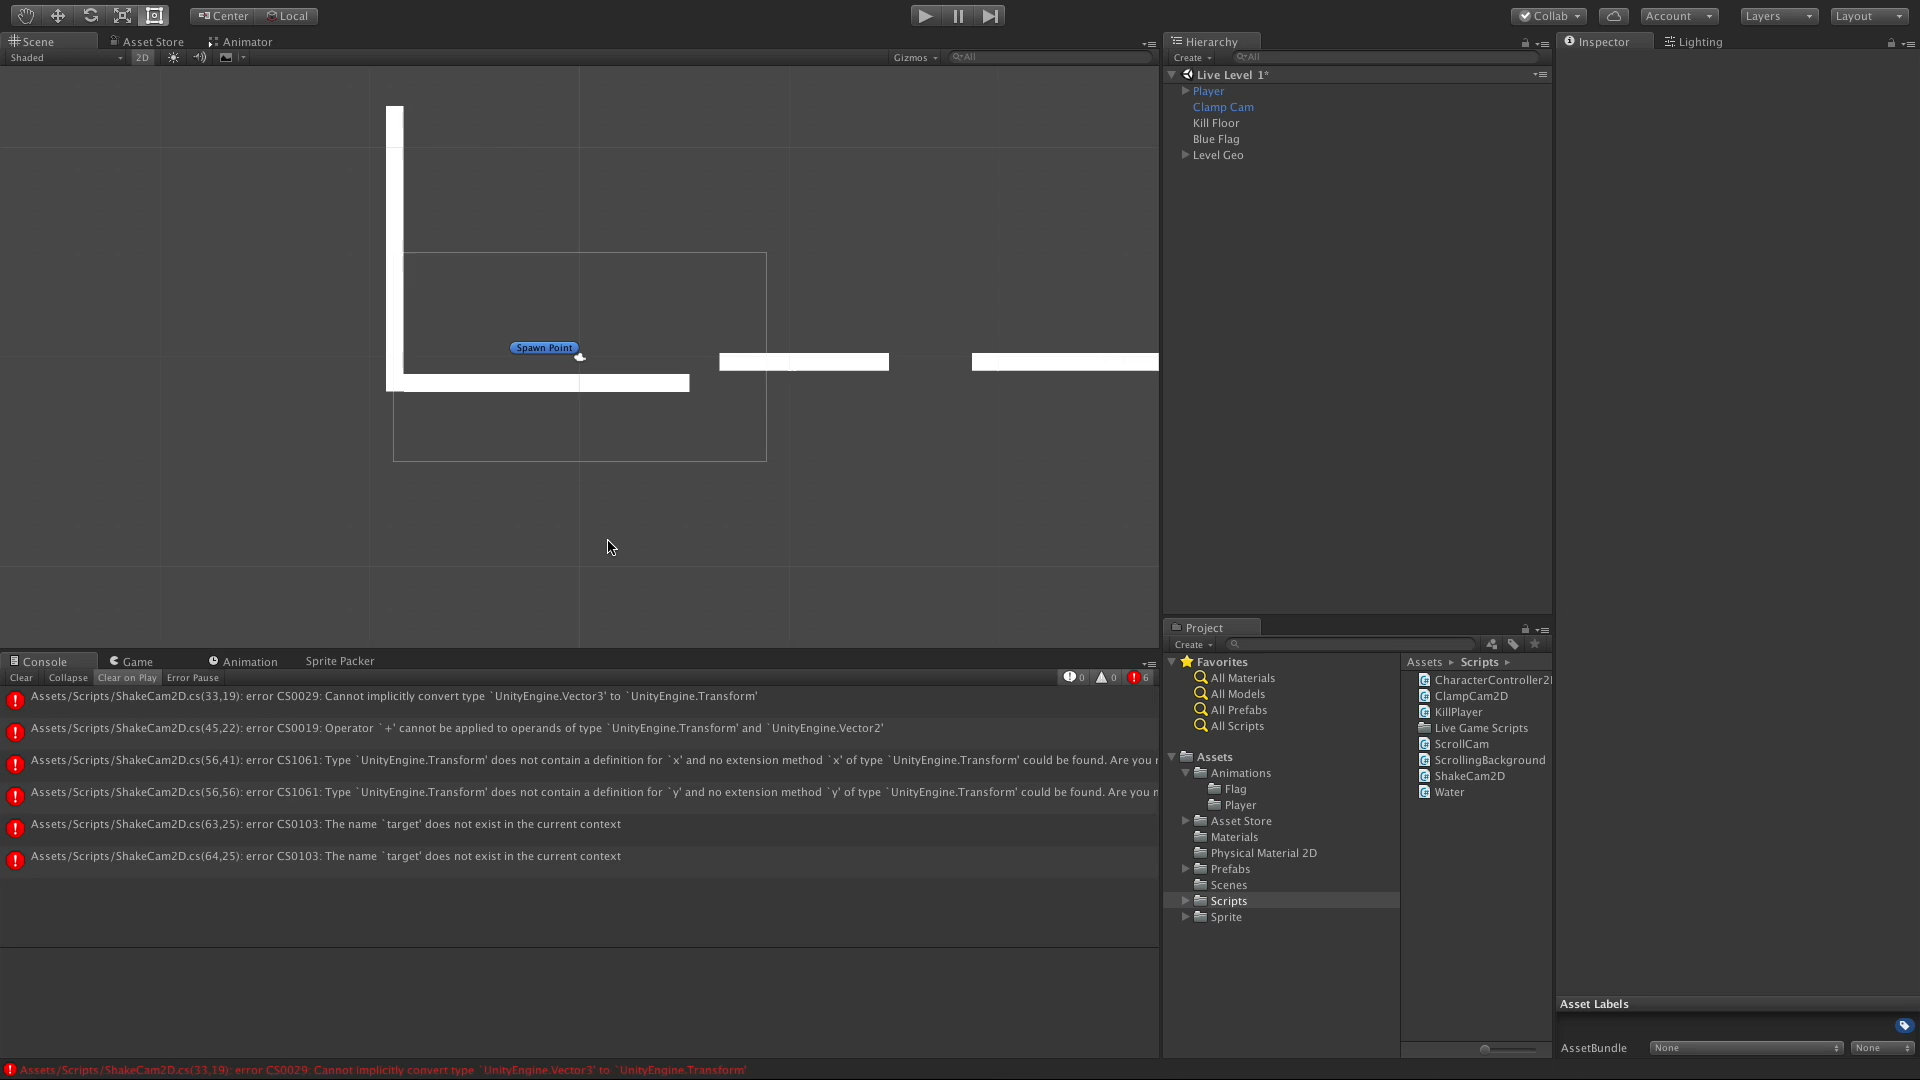 Center
Local
Collab
Account
Layers
Layout
Scene
Asset Store
Animator
Shaded
2D
Gizmos
All
Spawn Point
Hierarchy
Create
All
Live Level 1*
Player
Clamp Cam
Kill Floor
Blue Flag
Level Geo
Inspector
Lighting
Console
Game
Animation
Sprite Packer
Clear
Collapse
Clear on Play
Error Pause
0
0
6
Assets/Scripts/ShakeCam2D.cs(33,19): error CS0029: Cannot implicitly convert type `UnityEngine.Vector3' to `UnityEngine.Transform'
Assets/Scripts/ShakeCam2D.cs(45,22): error CS0019: Operator `+' cannot be applied to operands of type `UnityEngine.Transform' and `UnityEngine.Vector2'
Assets/Scripts/ShakeCam2D.cs(56,41): error CS1061: Type `UnityEngine.Transform' does not contain a definition for `x' and no extension method `x' of type `UnityEngine.Transform' could be found. Are you
Assets/Scripts/ShakeCam2D.cs(56,56): error CS1061: Type `UnityEngine.Transform' does not contain a definition for `y' and no extension method `y' of type `UnityEngine.Transform' could be found. Are you
Assets/Scripts/ShakeCam2D.cs(63,25): error CS0103: The name `target' does not exist in the current context
Assets/Scripts/ShakeCam2D.cs(64,25): error CS0103: The name `target' does not exist in the current context
Assets/Scripts/ShakeCam2D.cs(33,19): error CS0029: Cannot implicitly convert type `UnityEngine.Vector3' to `UnityEngine.Transform'
Project
Create
Favorites
All Materials
All Models
All Prefabs
All Scripts
Assets
Animations
Flag
Player
Asset Store
Materials
Physical Material 2D
Prefabs
Scenes
Scripts
Sprite
Assets
Scripts
CharacterController2
ClampCam2D
KillPlayer
Live Game Scripts
ScrollCam
ScrollingBackground
ShakeCam2D
Water
Asset Labels
AssetBundle
None
None